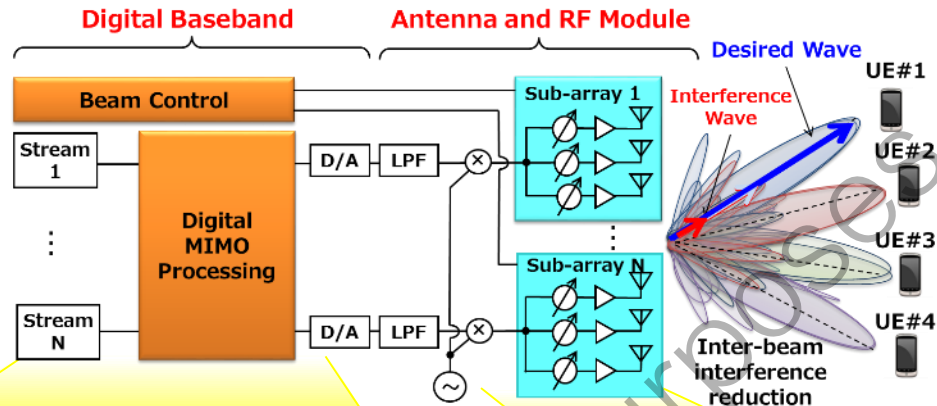 Digital Baseband
Antenna and RF Module
Desired Wave
UE#1
Beam Control
Sub-array 1
Interference
Wave
Stream
1
D/A
LPF
UE#2
Digital
MIMO
Processing
UE#3
Sub-array N
Stream
N
D/A
LPF
UE#4
Inter-beam
interference
reduction